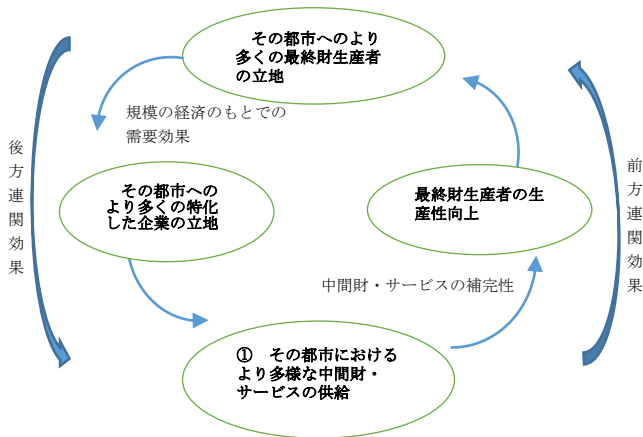 その都市へのより
多くの最終財生産者
の立地
規模の経済のもとでの
需要効果
後方連関効果
その都市への
より多くの特化
した企業の立地
最終財生産者の生
産性向上
前方連関効果
中間財・サービスの補完性
① その都市における
より多様な中間財・
サービスの供給